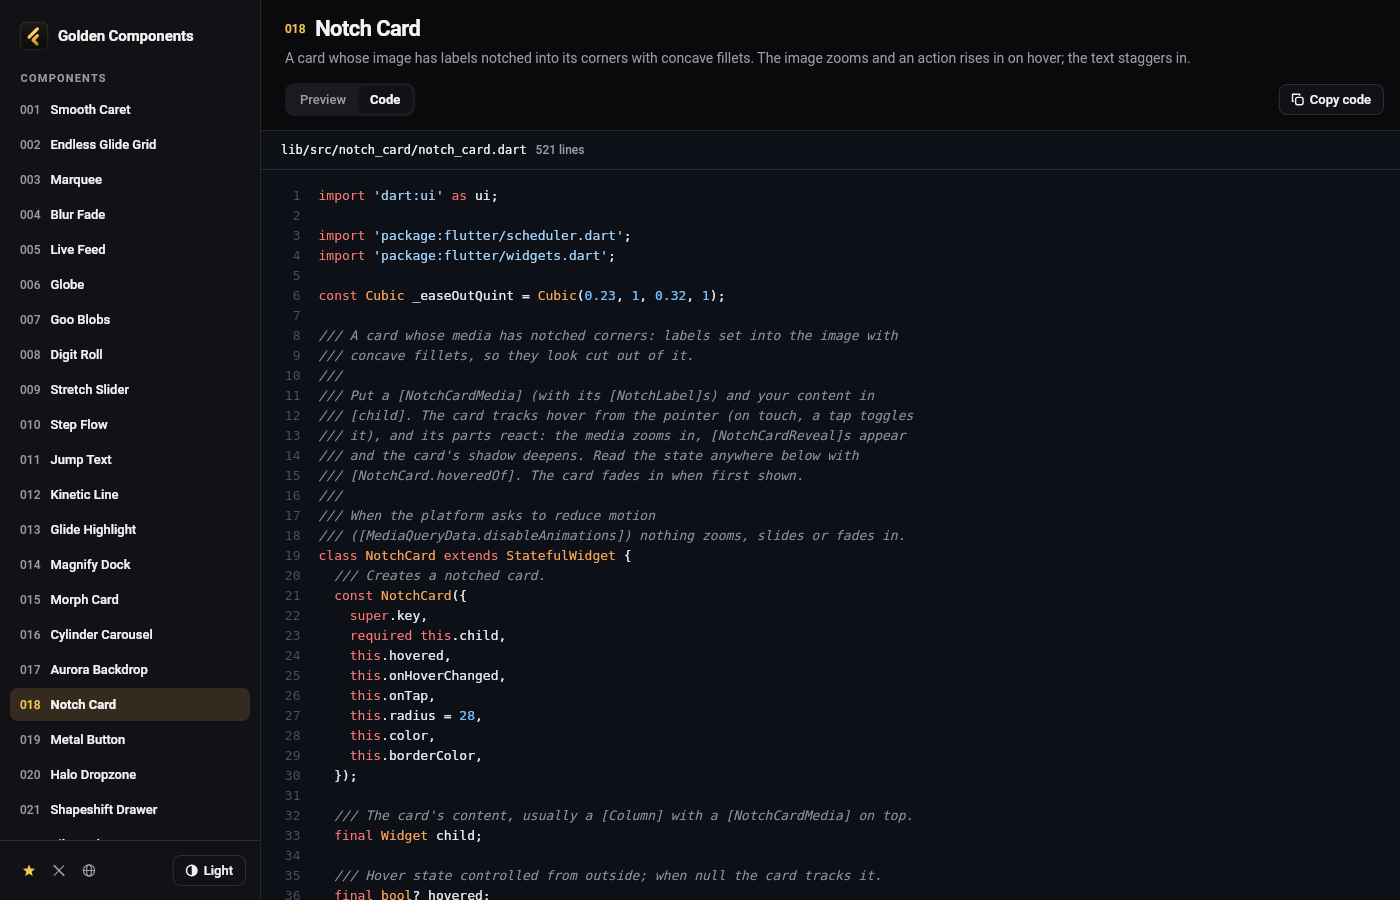 Golden Components
COMPONENTS
001 Smooth Caret
002 Endless Glide Grid
003 Marquee
004 Blur Fade
005 Live Feed
006 Globe
007 Goo Blobs
008 Digit Roll
009 Stretch Slider
010 Step Flow
011 Jump Text
012 Kinetic Line
013 Glide Highlight
014 Magnify Dock
015 Morph Card
016 Cylinder Carousel
017 Aurora Backdrop
018 Notch Card
019 Metal Button
020 Halo Dropzone
021 Shapeshift Drawer
Light
018 Notch Card
A card whose image has labels notched into its corners with concave fillets. The image zooms and an action rises in on hover; the text staggers in.
Preview Code
Copy code
lib/src/notch_card/notch_card.dart 521 lines
1 import 'dart:ui' as ui;
2
3 import 'package:flutter/scheduler.dart';
4 import 'package:flutter/widgets.dart';
5
6 const Cubic _easeOutQuint = Cubic(0.23, 1, 0.32, 1);
7
8 /// A card whose media has notched corners: labels set into the image with
9 /// concave fillets, so they look cut out of it.
10 ///
11 /// Put a [NotchCardMedia] (with its [NotchLabel]s) and your content in
12 /// [child]. The card tracks hover from the pointer (on touch, a tap toggles
13 /// it), and its parts react: the media zooms in, [NotchCardReveal]s appear
14 /// and the card's shadow deepens. Read the state anywhere below with
15 /// [NotchCard.hoveredOf]. The card fades in when first shown.
16 ///
17 /// When the platform asks to reduce motion
18 /// ([MediaQueryData.disableAnimations]) nothing zooms, slides or fades in.
19 class NotchCard extends StatefulWidget {
20 /// Creates a notched card.
21 const NotchCard({
22 super.key,
23 required this.child,
24 this.hovered,
25 this.onHoverChanged,
26 this.onTap,
27 this.radius = 28,
28 this.color,
29 this.borderColor,
30 });
31
32 /// The card's content, usually a [Column] with a [NotchCardMedia] on top.
33 final Widget child;
34
35 /// Hover state controlled from outside; when null the card tracks it.
36 final bool? hovered;